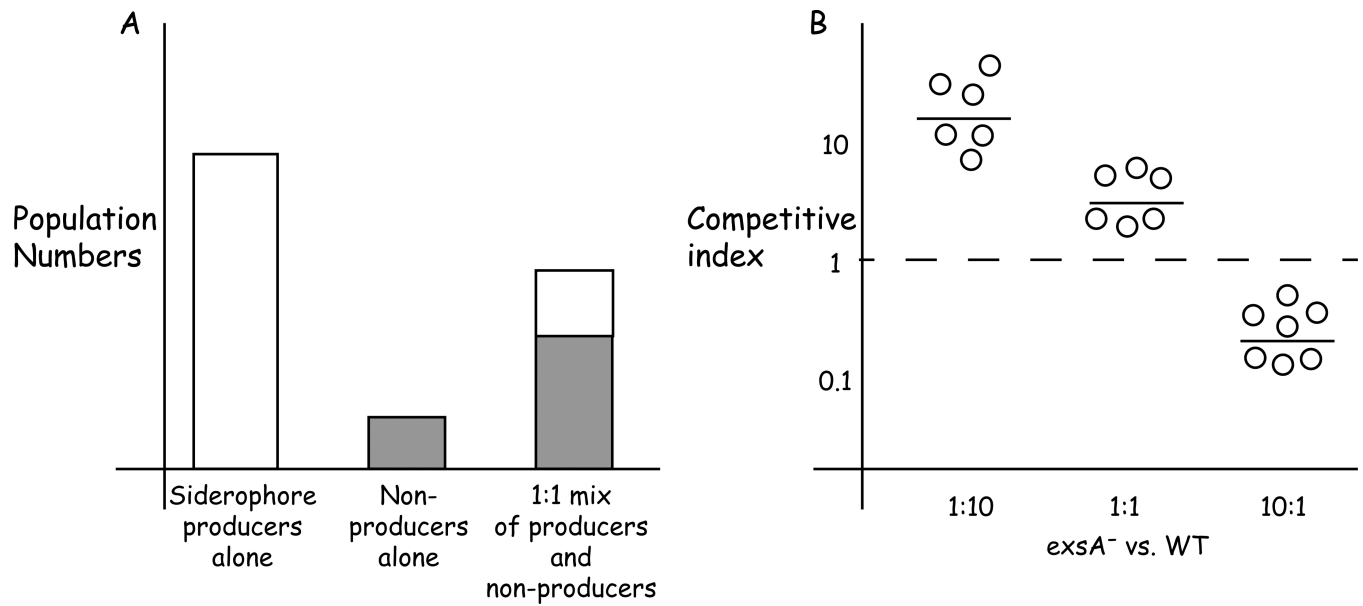 A
Population
Numbers
Siderophore
producers
alone
Non-
producers
alone
1:1 mix
of producers
and
non-producers
B
Competitive
index
10
1
0.1
1:10
1:1
10:1
exsA⁻ vs. WT